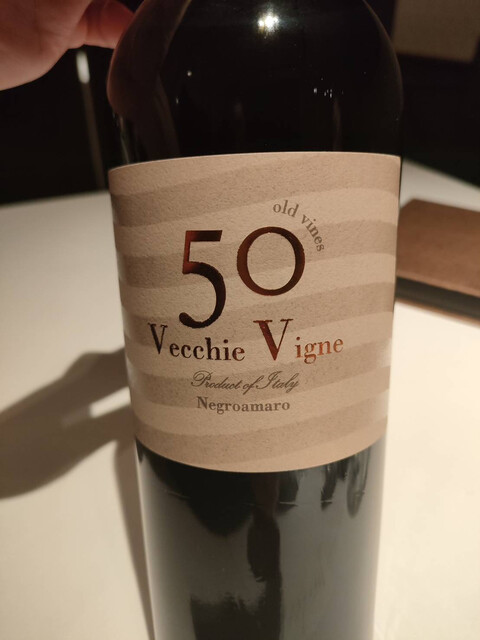 old vines
50
Vecchie Vigne
Product of Italy
Negroamaro